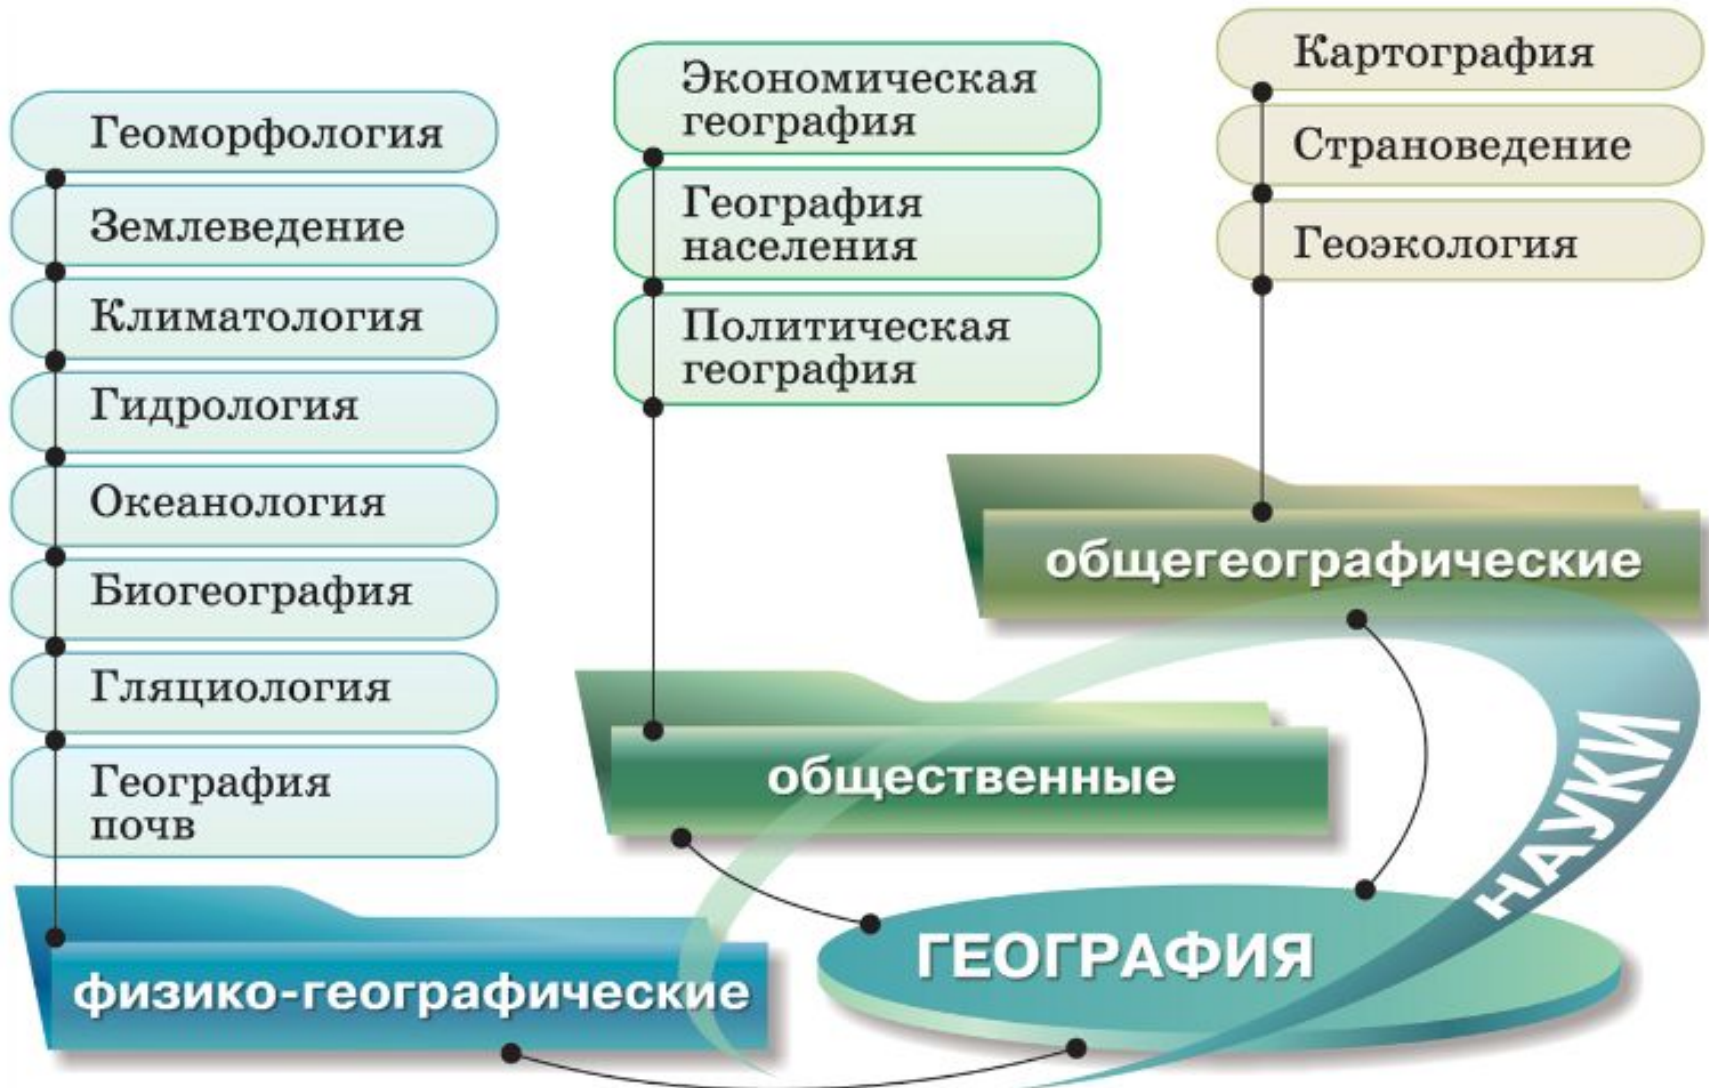 Геоморфология
Землеведение
Климатология
Гидрология
Океанология
Биогеография
Гляциология
География
почв
физико-географические
Экономическая
география
География
населения
Политическая
география
общественные
Картография
Страноведение
Геоэкология
общегеографические
НАУКИ
ГЕОГРАФИЯ